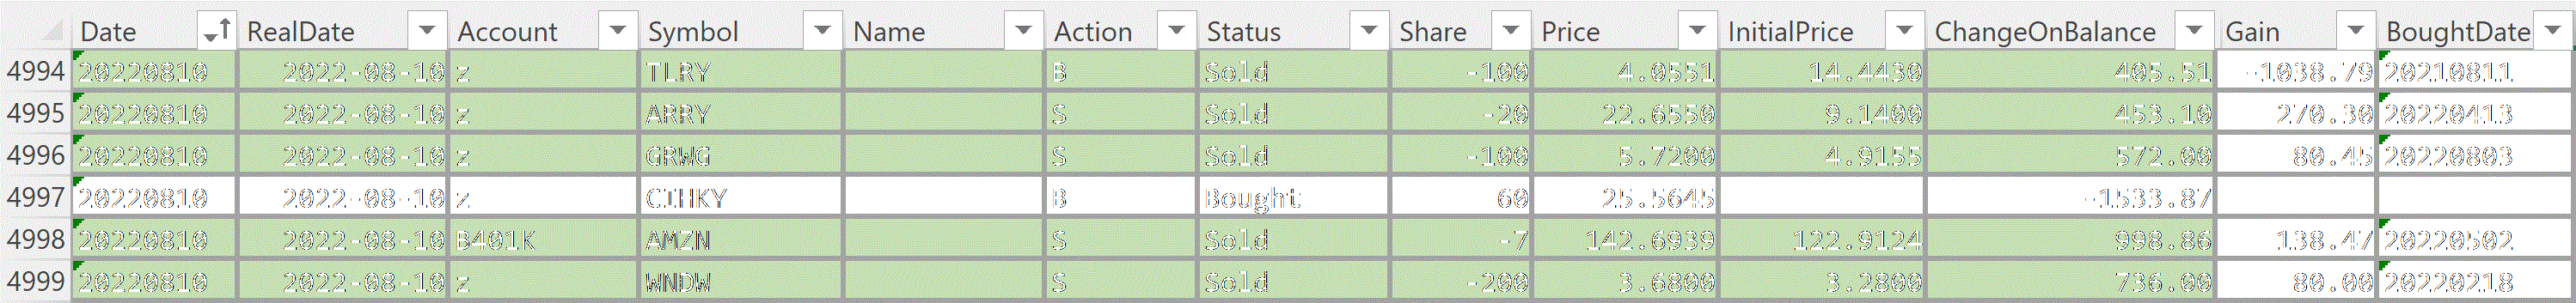 Date RealDate Account Symbol Name Action Status Share Price InitialPrice ChangeOnBalance Gain BoughtDate
4994 20220810 2022-08-10 z TLRY B Sold -100 4.0551 14.4430 405.51 -1038.79 20210811
4995 20220810 2022-08-10 z ARRY S Sold -20 22.6550 9.1400 453.10 270.30 20220413
4996 20220810 2022-08-10 z GRWG S Sold -100 5.7200 4.9155 572.00 80.45 20220803
4997 20220810 2022-08-10 z CIHKY B Bought 60 25.5645 -1533.87
4998 20220810 2022-08-10 B401K AMZN S Sold -7 142.6939 122.9124 998.86 138.47 20220502
4999 20220810 2022-08-10 z WNDW S Sold -200 3.6800 3.2800 736.00 80.00 20220218